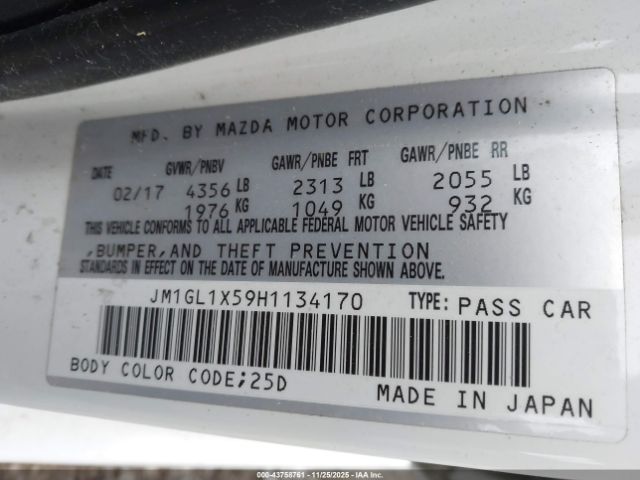 MFD. BY MAZDA MOTOR CORPORATION
DATE GVWR/PNBV GAWR/PNBE FRT GAWR/PNBE RR
02/17 4356 LB 2313 LB 2055 LB
1976 KG 1049 KG 932 KG
THIS VEHICLE CONFORMS TO ALL APPLICABLE FEDERAL MOTOR VEHICLE SAFETY
,BUMPER,AND THEFT PREVENTION
STANDARDS IN EFFECT ON THE DATE OF MANUFACTURE SHOWN ABOVE.
JM1GL1X59H1134170 TYPE: PASS CAR
BODY COLOR CODE;25D MADE IN JAPAN
000-43758761 - 11/25/2025 - IAA Inc.